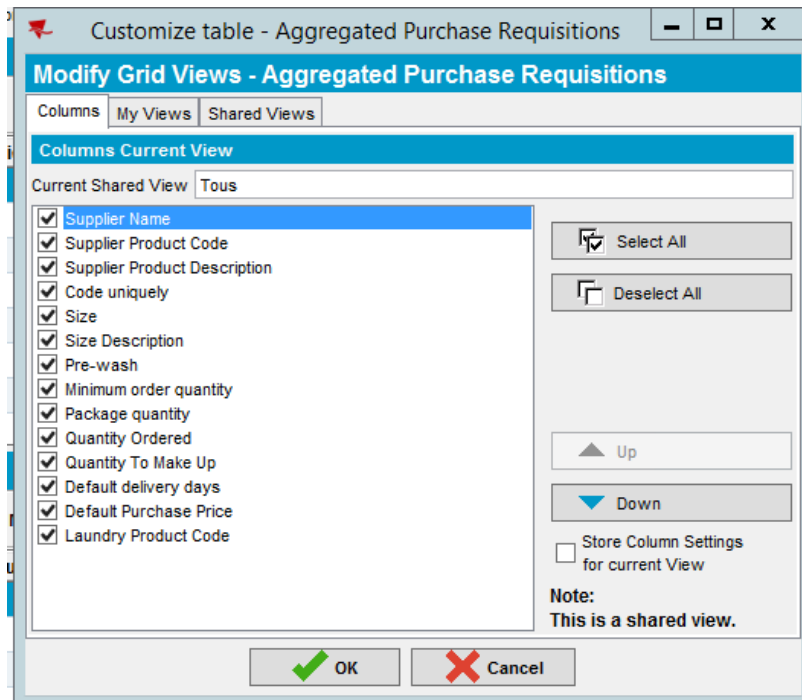 Customize table - Aggregated Purchase Requisitions
Modify Grid Views - Aggregated Purchase Requisitions
Columns My Views Shared Views
Columns Current View
Current Shared View Tous
Supplier Name
Supplier Product Code
Supplier Product Description
Code uniquely
Size
Size Description
Pre-wash
Minimum order quantity
Package quantity
Quantity Ordered
Quantity To Make Up
Default delivery days
Default Purchase Price
Laundry Product Code
Select All
Deselect All
Up
Down
Store Column Settings
for current View
Note:
This is a shared view.
OK Cancel